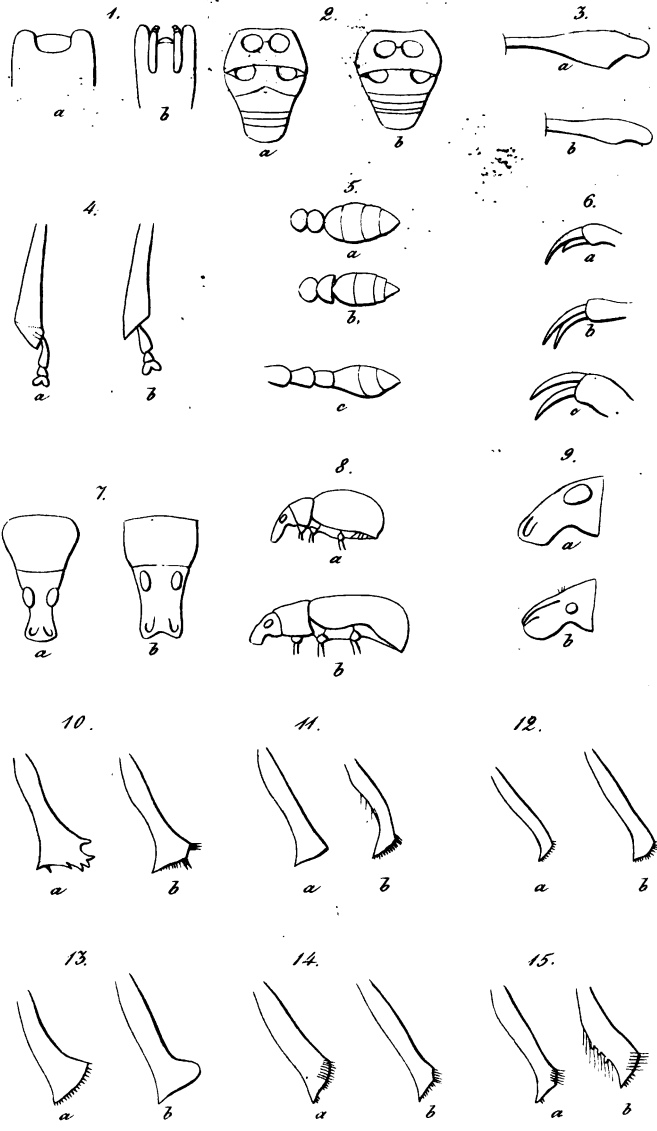 1. 2. 3.
a b a b a
b
4. 5. 6.
a a
b, b
a b c c
7. 8. 9.
a a
a b b b
10. 11. 12.
a b a b a b
13. 14. 15.
a b a b a b